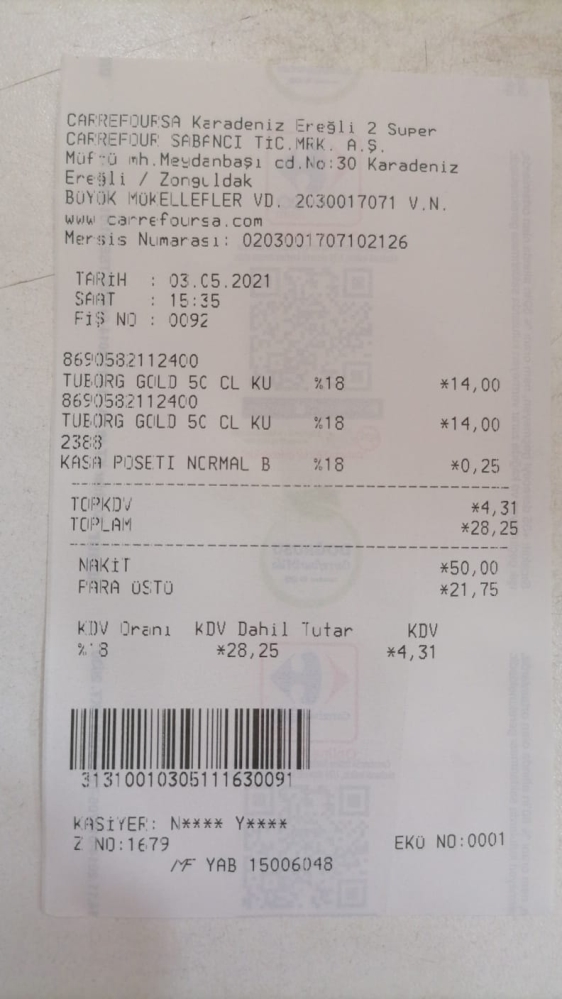 CARREFOURSA Karadeniz Ereğli 2 Super
CARREFOUR SABANCI TİC.MRK. A.Ş.
Müftü mh.Meydanbaşı cd.No:30 Karadeniz
Ereğli / Zonguldak
BÜYÜK MÜKELLEFLER VD. 2030017071 V.N.
www.carrefoursa.com
Mersis Numarası: 0203001707102126
TARİH : 03.05.2021
SAAT : 15:35
FİŞ NO : 0092
8690582112400
TUBORG GOLD 50 CL KU %18 *14,00
8690582112400
TUBORG GOLD 50 CL KU %18 *14,00
2388
KASA POSETI NORMAL B %18 *0,25
TOPKDV *4,31
TOPLAM *28,25
NAKİT *50,00
PARA ÜSTÜ *21,75
KDV Oranı KDV Dahil Tutar KDV
%18 *28,25 *4,31
31310010305111630091
KASİYER: N**** Y****
Z NO:1679 EKÜ NO:0001
MF YAB 15006048